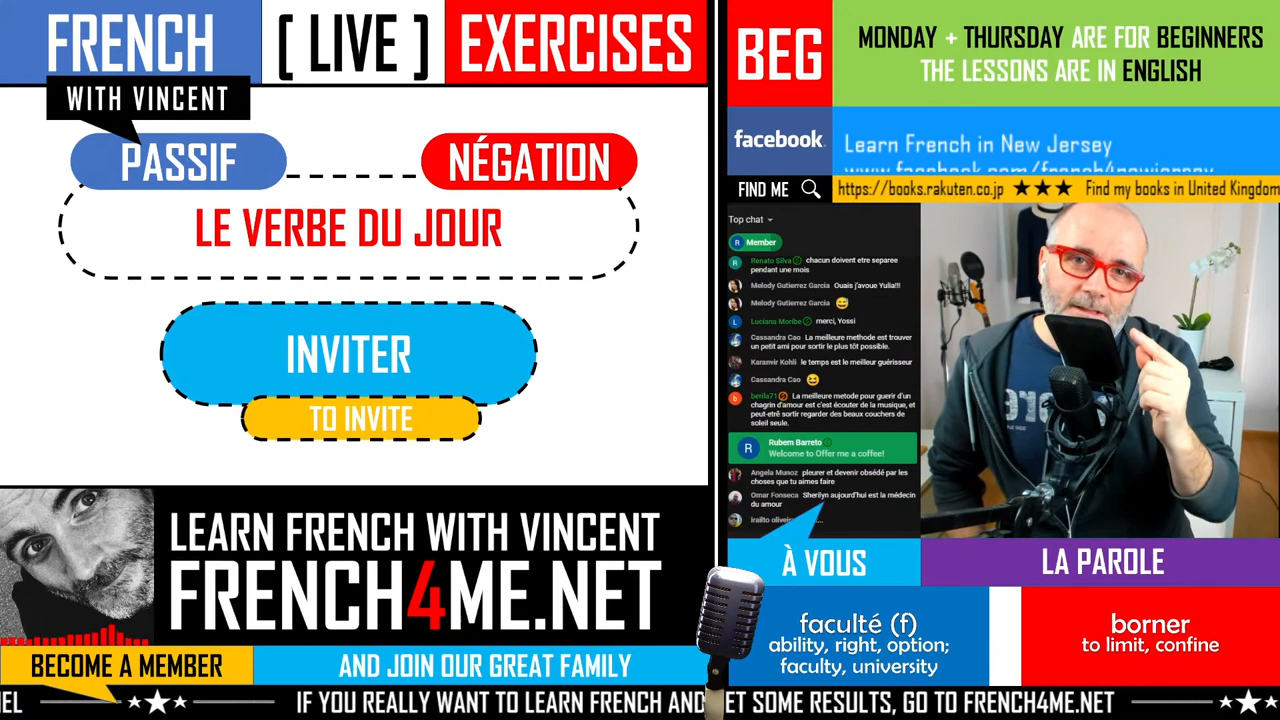 FRENCH
WITH VINCENT
[ LIVE ]
EXERCISES
PASSIF
NÉGATION
LE VERBE DU JOUR
INVITER
TO INVITE
LEARN FRENCH WITH VINCENT
FRENCH4ME.NET
BECOME A MEMBER
AND JOIN OUR GREAT FAMILY
BEG
MONDAY + THURSDAY ARE FOR BEGINNERS
THE LESSONS ARE IN ENGLISH
facebook.
Learn French in New Jersey
www.facebook.com/french4newjersey
FIND ME
https://books.rakuten.co.jp ★★★ Find my books in United Kingdom
Top chat
R Member
Renato Silva chacun doivent etre separee
pendant une mois
Melody Gutierrez Garcia Ouais j'avoue Yulia!!!
Melody Gutierrez Garcia 😅
Luciana Moribe merci, Yossi
Cassandra Cao La meilleure methode est trouver
un petit ami pour sortir le plus tôt possible.
Karanvir Kohli le temps est le meilleur guérisseur
Cassandra Cao 😄
berila71 La meilleure metode pour guerir d'un
chagrin d'amour est c'est écouter de la musique, et
peut-etrê sortir regarder des beaux couchers de
soleil seule.
R Rubem Barreto
Welcome to Offer me a coffee!
Angela Munoz pleurer et devenir obsédé par les
choses que tu aimes faire
Omar Fonseca Sherilyn aujourd'hui est la médecin
du amour
À VOUS
LA PAROLE
faculté (f)
ability, right, option;
faculty, university
borner
to limit, confine
IF YOU REALLY WANT TO LEARN FRENCH AND GET SOME RESULTS, GO TO FRENCH4ME.NET